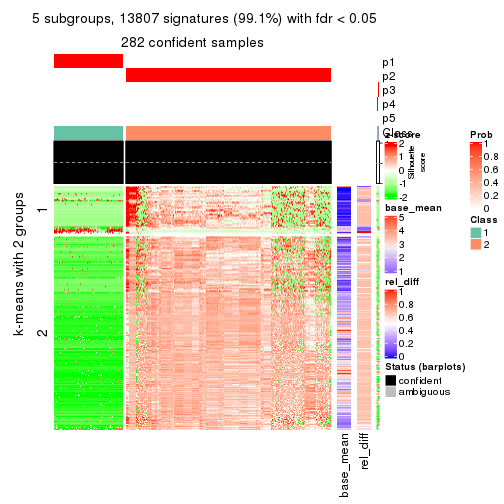 5 subgroups, 13807 signatures (99.1%) with fdr < 0.05
282 confident samples
p1
p2
p3
p4
p5
Class
z-score
2
1
0
-1
-2
Silhouette
score
Prob
1
0.8
0.6
0.4
0.2
0
Class
1
2
base_mean
5
4
3
2
1
rel_diff
1
0.8
0.6
0.4
0.2
0
Status (barplots)
confident
ambiguous
k-means with 2 groups
1
2
base_mean
rel_diff